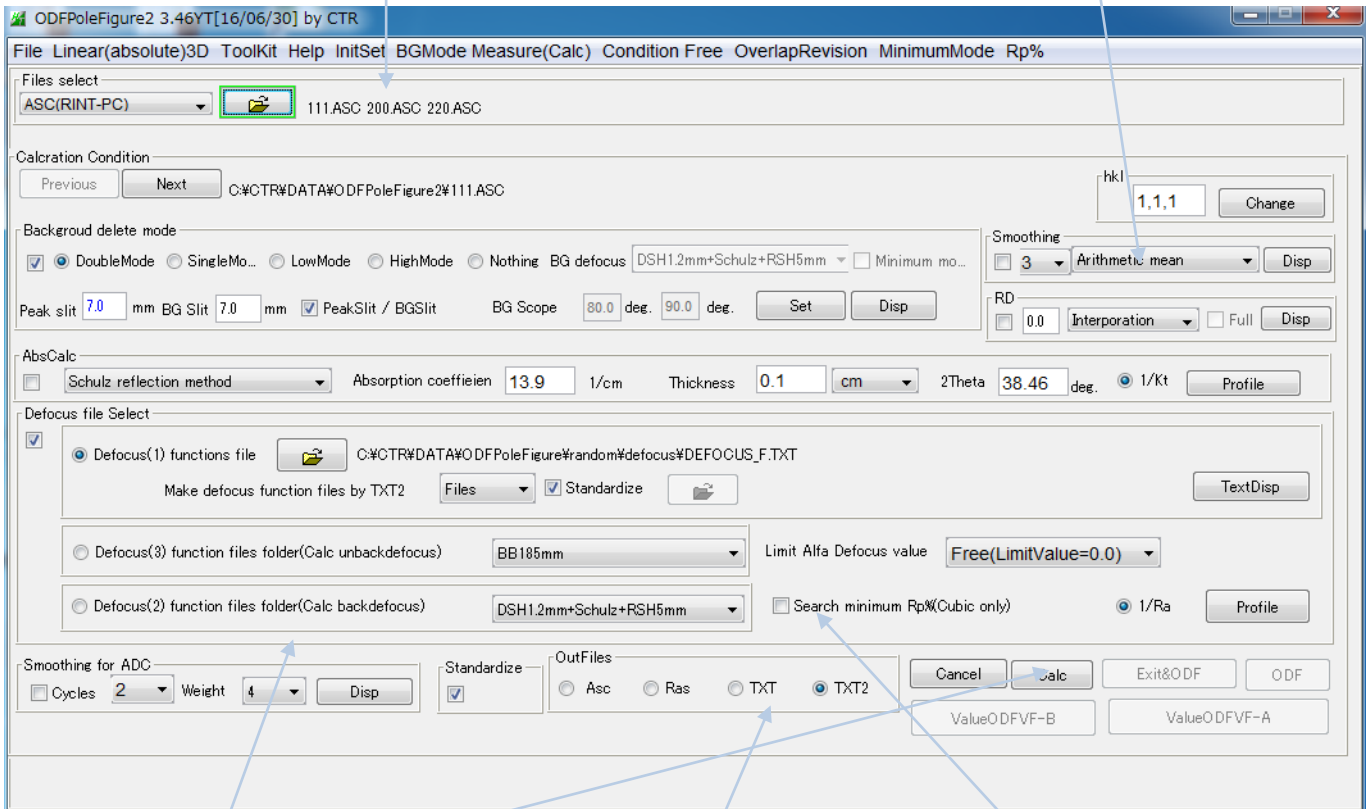 ODFPoleFigure2 3.46YT[16/06/30] by CTR
File Linear(absolute)3D ToolKit Help InitSet BGMode Measure(Calc) Condition Free OverlapRevision MinimumMode Rp%
Files select
ASC(RINT-PC) 111.ASC 200.ASC 220.ASC
Calcration Condition
Previous Next C:¥CTR¥DATA¥ODFPoleFigure2¥111.ASC
hkl
1,1,1 Change
Backgroud delete mode
DoubleMode SingleMo... LowMode HighMode Nothing BG defocus DSH1.2mm+Schulz+RSH5mm Minimum mo...
Peak slit 7.0 mm BG Slit 7.0 mm PeakSlit / BGSlit BG Scope 80.0 deg. 90.0 deg. Set Disp
Smoothing
3 Arithmetic mean Disp
RD
0.0 Interporation Full Disp
AbsCalc
Schulz reflection method Absorption coeffieien 13.9 1/cm Thickness 0.1 cm 2Theta 38.46 deg. 1/Kt Profile
Defocus file Select
Defocus(1) functions file C:¥CTR¥DATA¥ODFPoleFigure¥random¥defocus¥DEFOCUS_F.TXT
Make defocus function files by TXT2 Files Standardize TextDisp
Defocus(3) function files folder(Calc unbackdefocus) BB185mm Limit Alfa Defocus value Free(LimitValue=0.0)
Defocus(2) function files folder(Calc backdefocus) DSH1.2mm+Schulz+RSH5mm Search minimum Rp%(Cubic only) 1/Ra Profile
Smoothing for ADC
Cycles 2 Weight 4 Disp
Standardize
OutFiles
Asc Ras TXT TXT2
Cancel Calc Exit&ODF ODF
ValueODFVF-B ValueODFVF-A